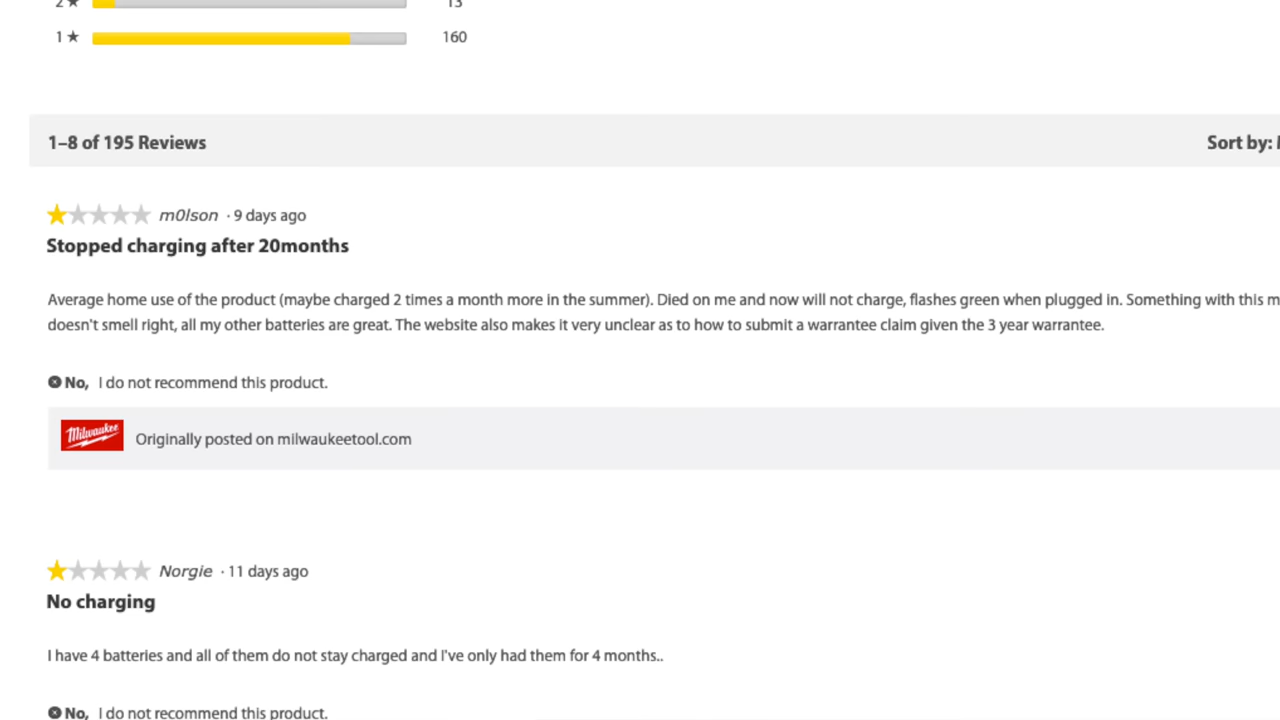 2★ 13
1★ 160
1–8 of 195 Reviews Sort by:
m0lson · 9 days ago
Stopped charging after 20months
Average home use of the product (maybe charged 2 times a month more in the summer). Died on me and now will not charge, flashes green when plugged in. Something with this
doesn't smell right, all my other batteries are great. The website also makes it very unclear as to how to submit a warrantee claim given the 3 year warrantee.
No, I do not recommend this product.
Milwaukee Originally posted on milwaukeetool.com
Norgie · 11 days ago
No charging
I have 4 batteries and all of them do not stay charged and I've only had them for 4 months..
No, I do not recommend this product.